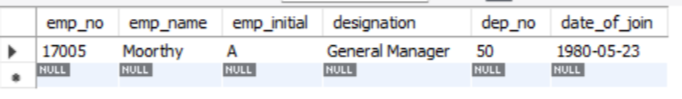 emp_no emp_name emp_initial designation dep_no date_of_join
17005 Moorthy A General Manager 50 1980-05-23
NULL NULL NULL NULL NULL NULL